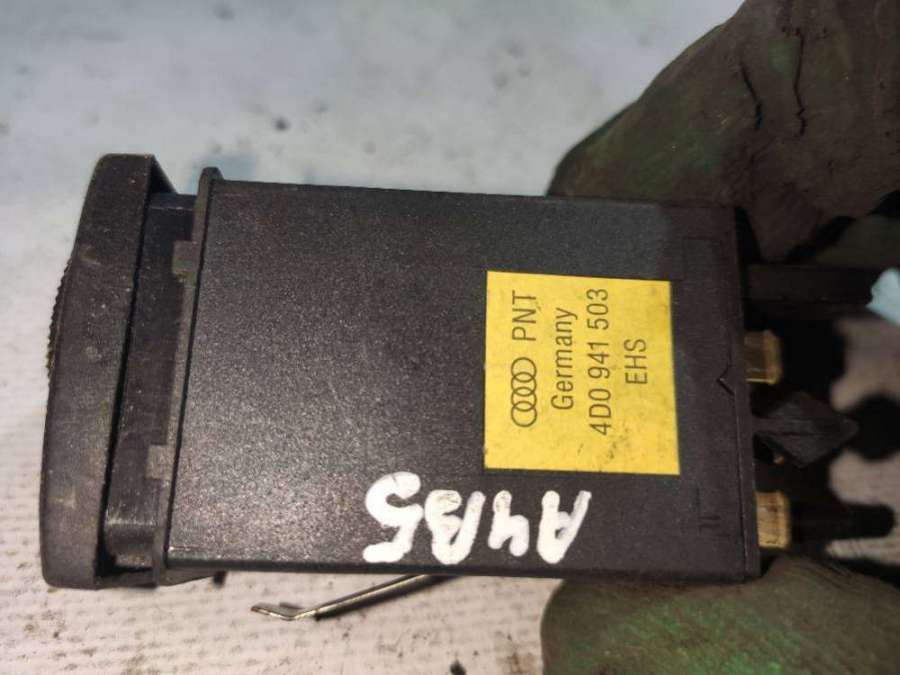 PNT
Germany
4D0 941 503
EHS
A4B5